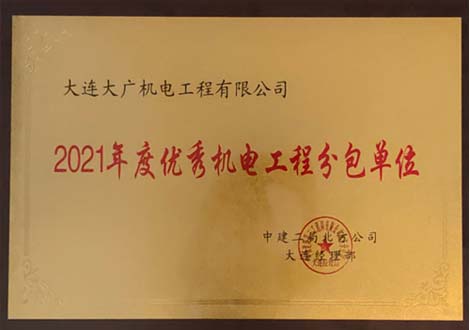 大连大广机电工程有限公司
2021年度优秀机电工程分包单位
中建二局北方公司
大连经理部